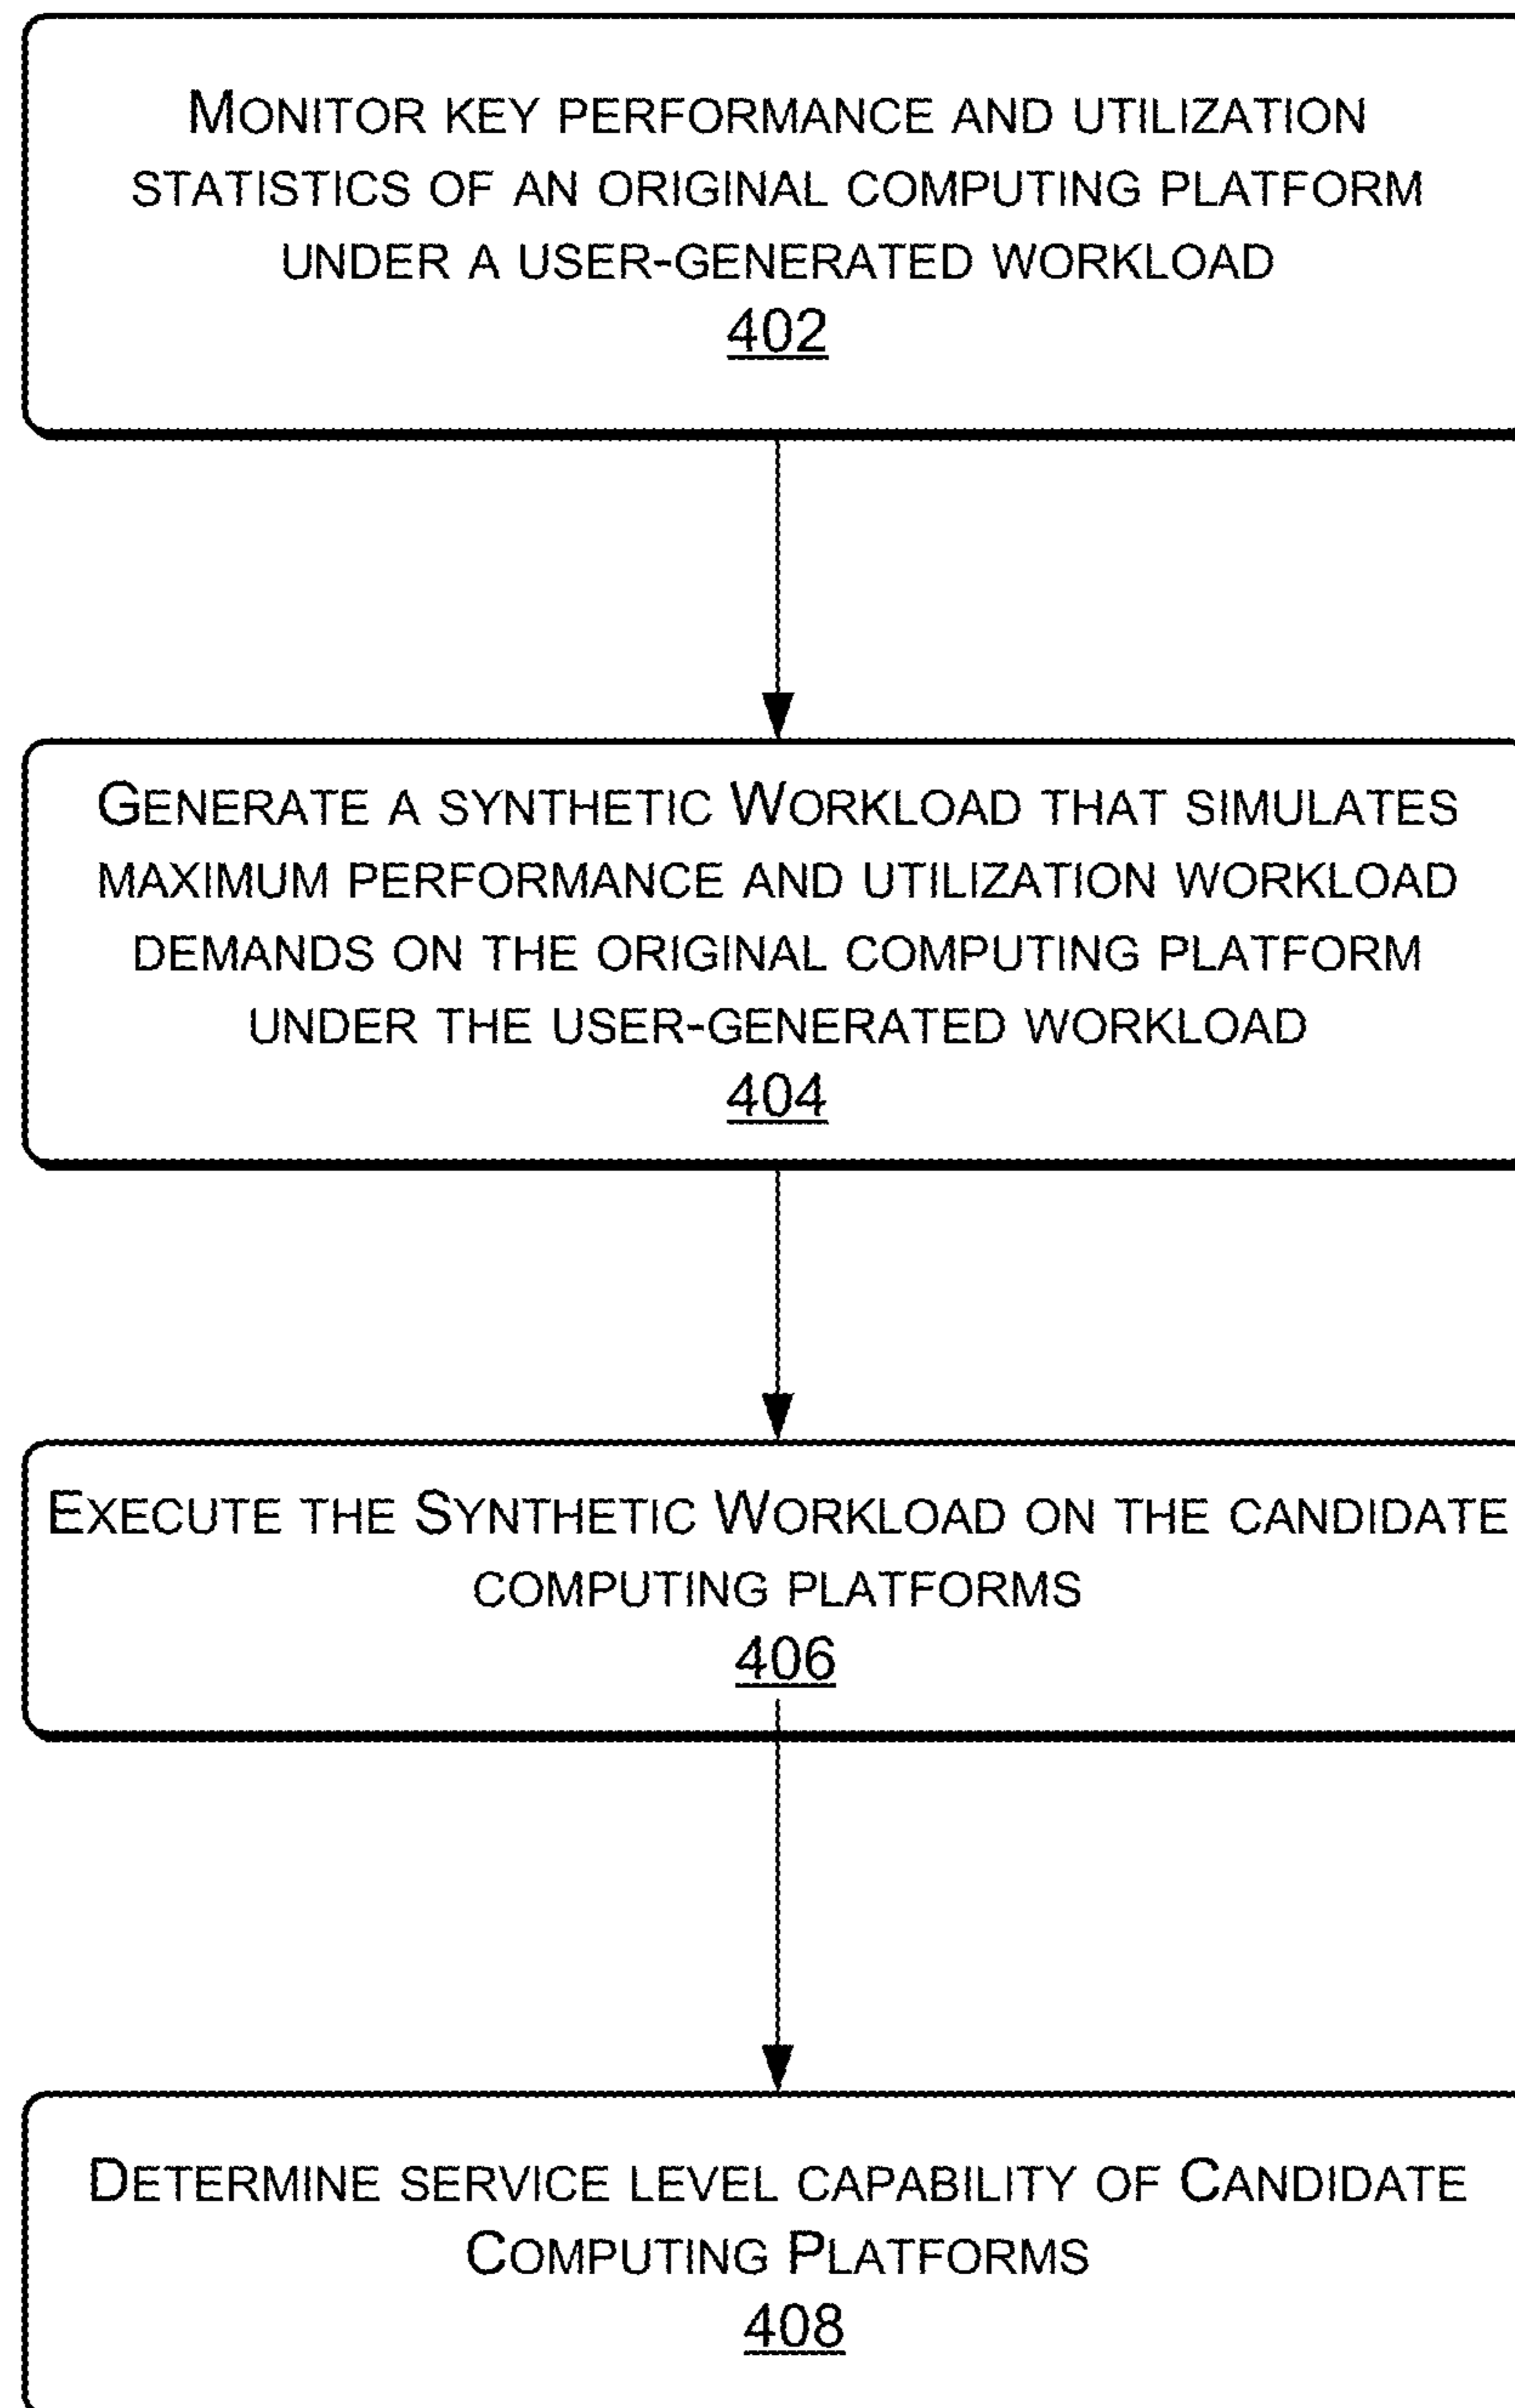 MONITOR KEY PERFORMANCE AND UTILIZATION
STATISTICS OF AN ORIGINAL COMPUTING PLATFORM
UNDER A USER-GENERATED WORKLOAD
402
GENERATE A SYNTHETIC WORKLOAD THAT SIMULATES
MAXIMUM PERFORMANCE AND UTILIZATION WORKLOAD
DEMANDS ON THE ORIGINAL COMPUTING PLATFORM
UNDER THE USER-GENERATED WORKLOAD
404
EXECUTE THE SYNTHETIC WORKLOAD ON THE CANDIDATE
COMPUTING PLATFORMS
406
DETERMINE SERVICE LEVEL CAPABILITY OF CANDIDATE
COMPUTING PLATFORMS
408